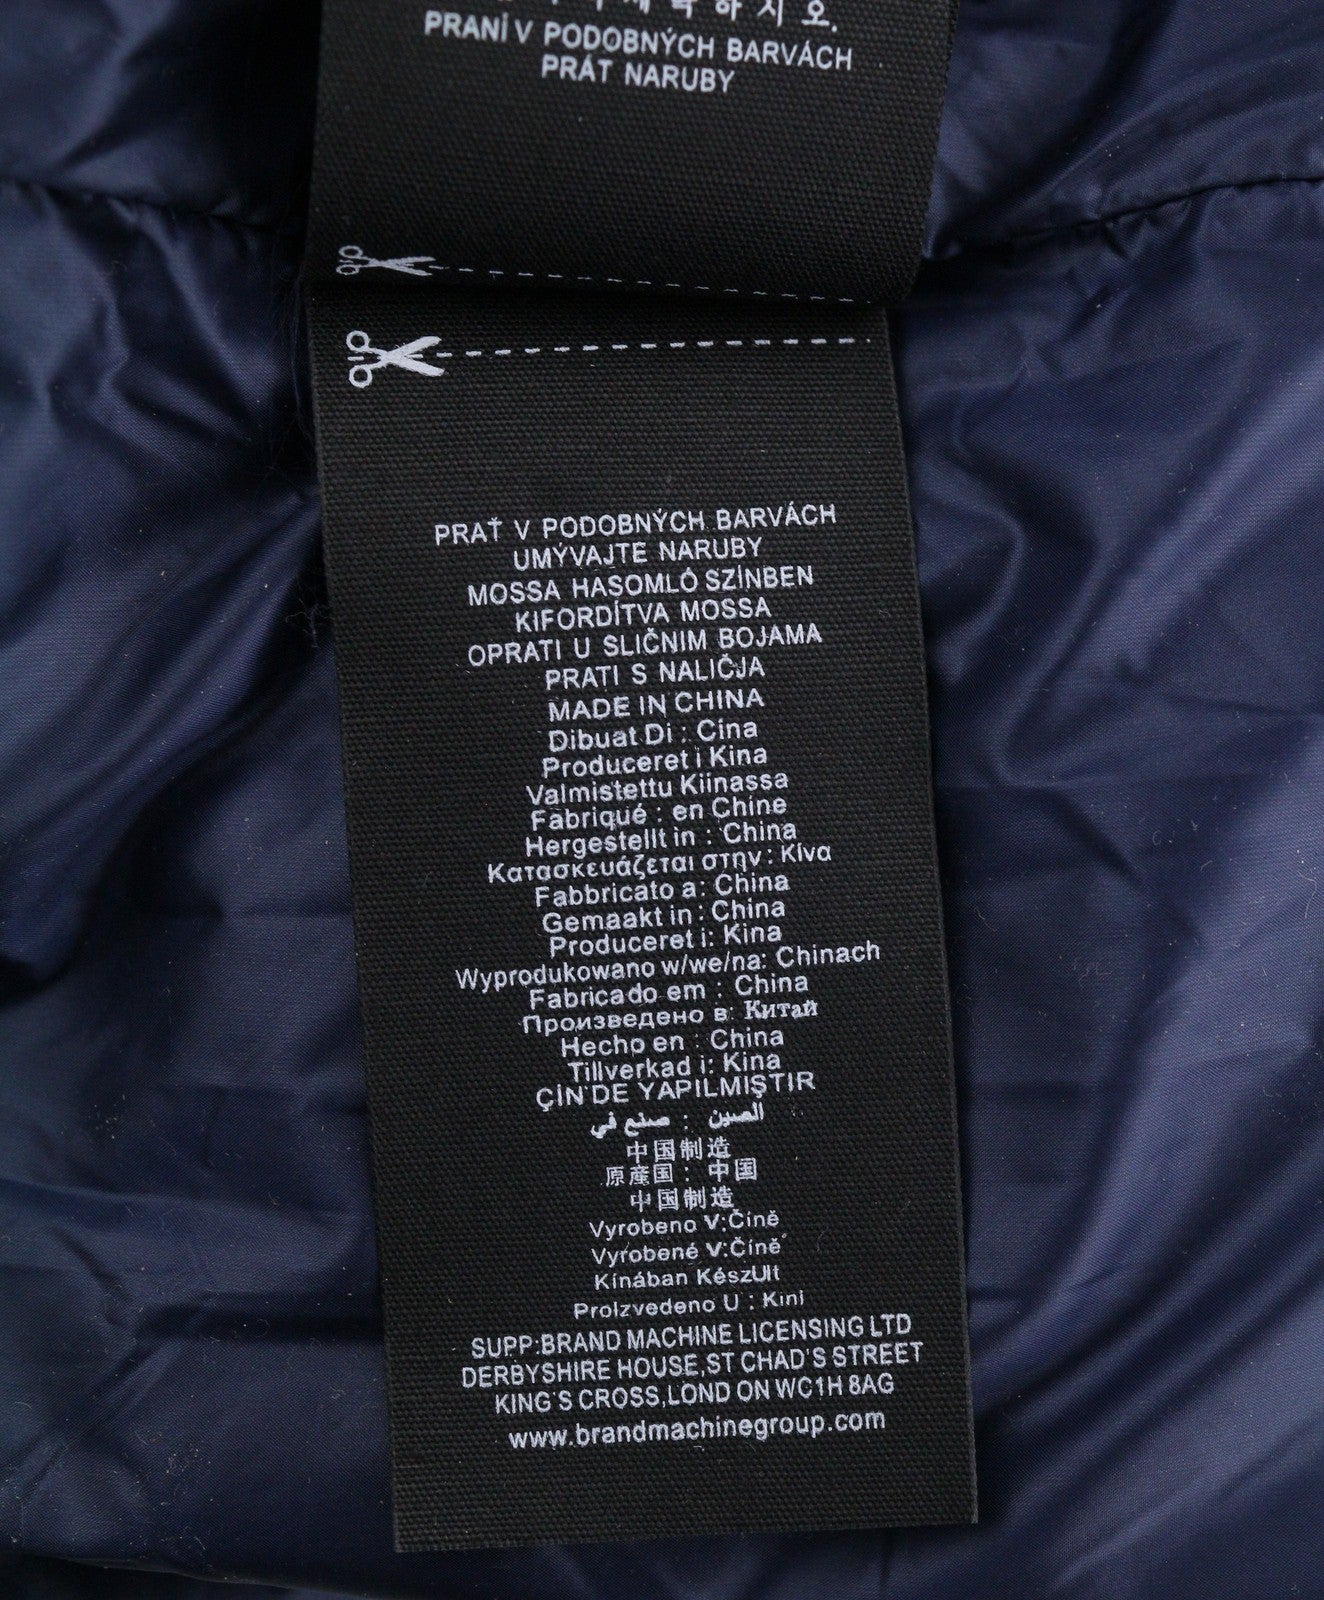 하시오.
PRANÍ V PODOBNÝCH BARVÁCH
PRÁT NARUBY
PRAŤ V PODOBNÝCH BARVÁCH
UMÝVAJTE NARUBY
MOSSA HASOMLÓ SZÍNBEN
KIFORDÍTVA MOSSA
OPRATI U SLIČNIM BOJAMA
PRATI S NALIČJA
MADE IN CHINA
Dibuat Di : Cina
Produceret i Kina
Valmistettu Kiinassa
Fabriqué : en Chine
Hergestellt in : China
Κατασκευάζεται στην : Κίνα
Fabbricato a: China
Gemaakt in : China
Produceret i: Kina
Wyprodukowano w/we/na: Chinach
Fabricado em : China
Произведено в: Китай
Hecho en : China
Tillverkad i: Kina
ÇİN'DE YAPILMIŞTIR
الصين : صنع في
中国制造
原産国 : 中国
中国制造
Vyrobeno V:Číně
Vyrobené V:Číně
Kínában KészUlt
ProIzvedeno U : Kini
SUPP:BRAND MACHINE LICENSING LTD
DERBYSHIRE HOUSE,ST CHAD'S STREET
KING'S CROSS,LOND ON WC1H 8AG
www.brandmachinegroup.com